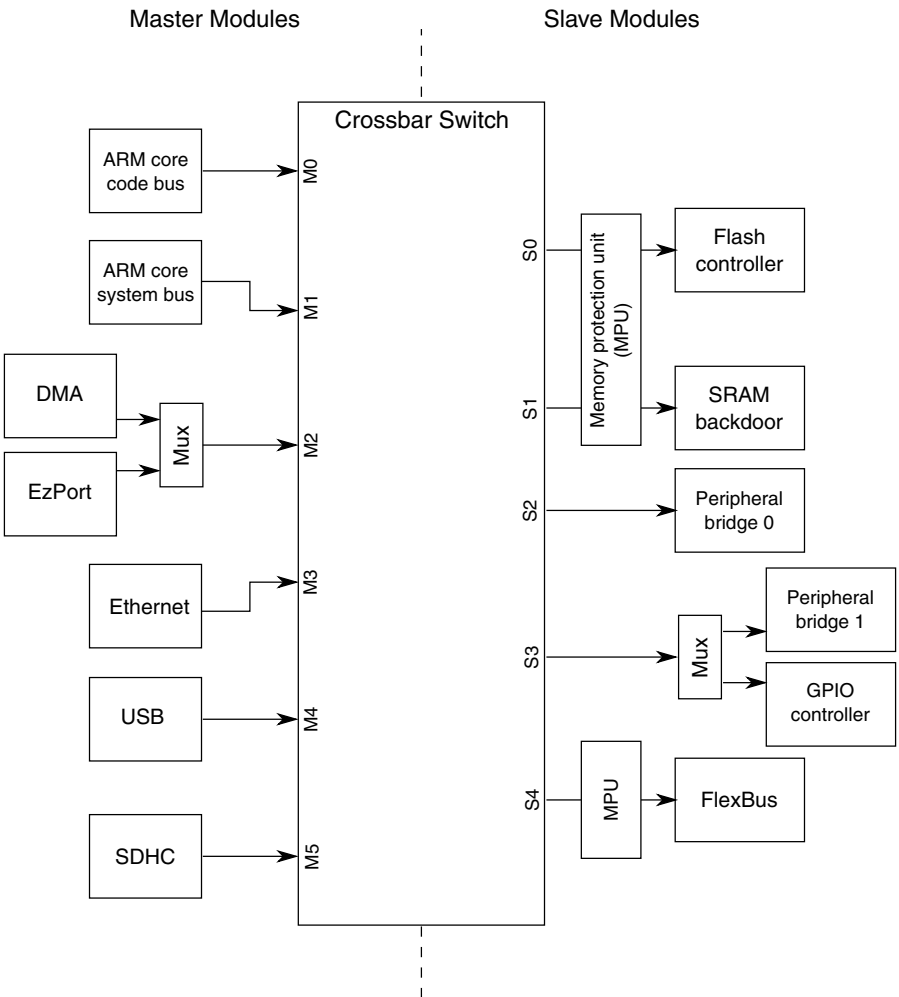 Master Modules
Slave Modules
Crossbar Switch
ARM core
code bus
M0
ARM core
system bus
M1
DMA
Mux
M2
EzPort
Ethernet
M3
USB
M4
SDHC
M5
S0
Memory protection unit
(MPU)
Flash
controller
S1
SRAM
backdoor
S2
Peripheral
bridge 0
S3
Mux
Peripheral
bridge 1
GPIO
controller
S4
MPU
FlexBus